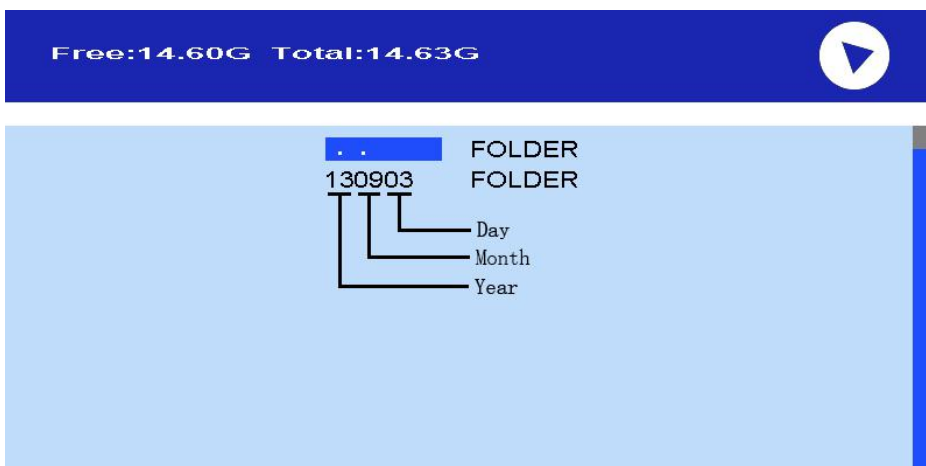 Free:14.60G Total:14.63G
. . FOLDER
130903 FOLDER
Day
Month
Year